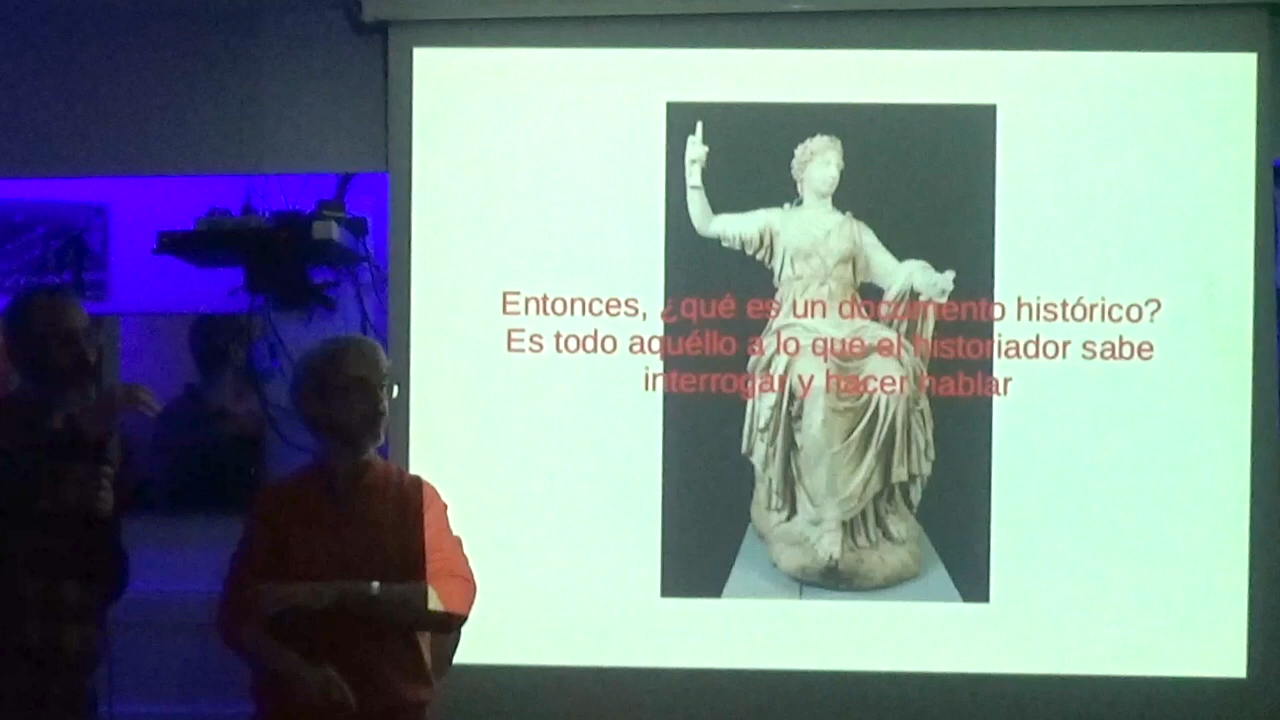 Entonces, ¿qué es un documento histórico?
Es todo aquéllo a lo que el historiador sabe
interrogar y hacer hablar